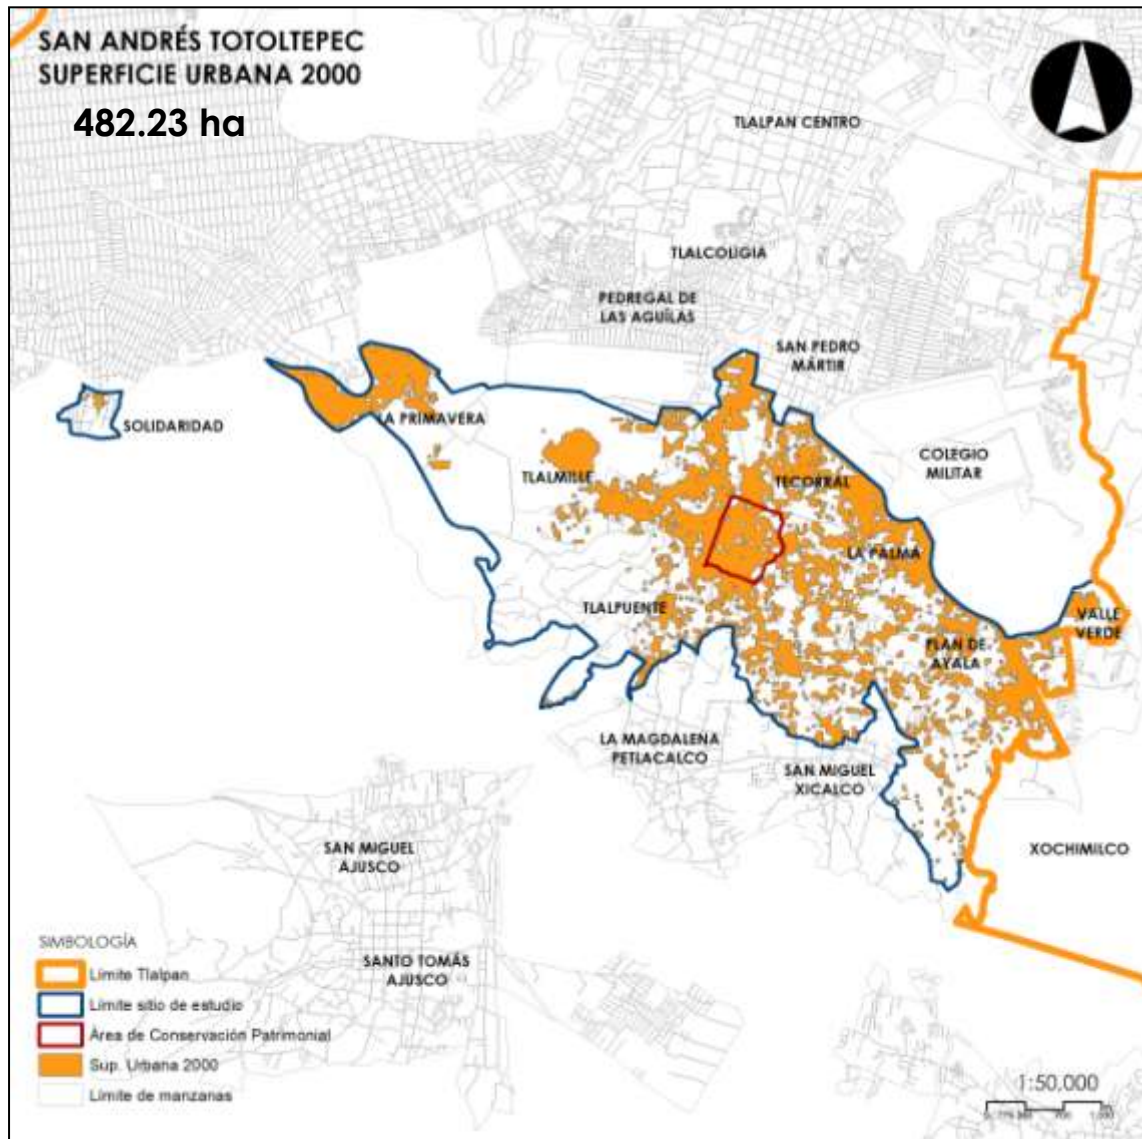 SAN ANDRÉS TOTOLTEPEC
SUPERFICIE URBANA 2000
482.23 ha
TLALPAN CENTRO
TLALCOLIGIA
PEDREGAL DE
LAS AGUÍLAS
SAN PEDRO
MÁRTIR
SOLIDARIDAD
LA PRIMAVERA
TLALMILLE
TECORRAL
COLEGIO
MILITAR
LA PALMA
TLALPUENTE
VALLE
VERDE
PLAN DE
AYALA
LA MAGDALENA
PETLACALCO
SAN MIGUEL
XICALCO
XOCHIMILCO
SAN MIGUEL
AJUSCO
SANTO TOMÁS
AJUSCO
SIMBOLOGÍA
Límite Tlalpan
Límite sitio de estudio
Área de Conservación Patrimonial
Sup. Urbana 2000
Límite de manzanas
1:50,000